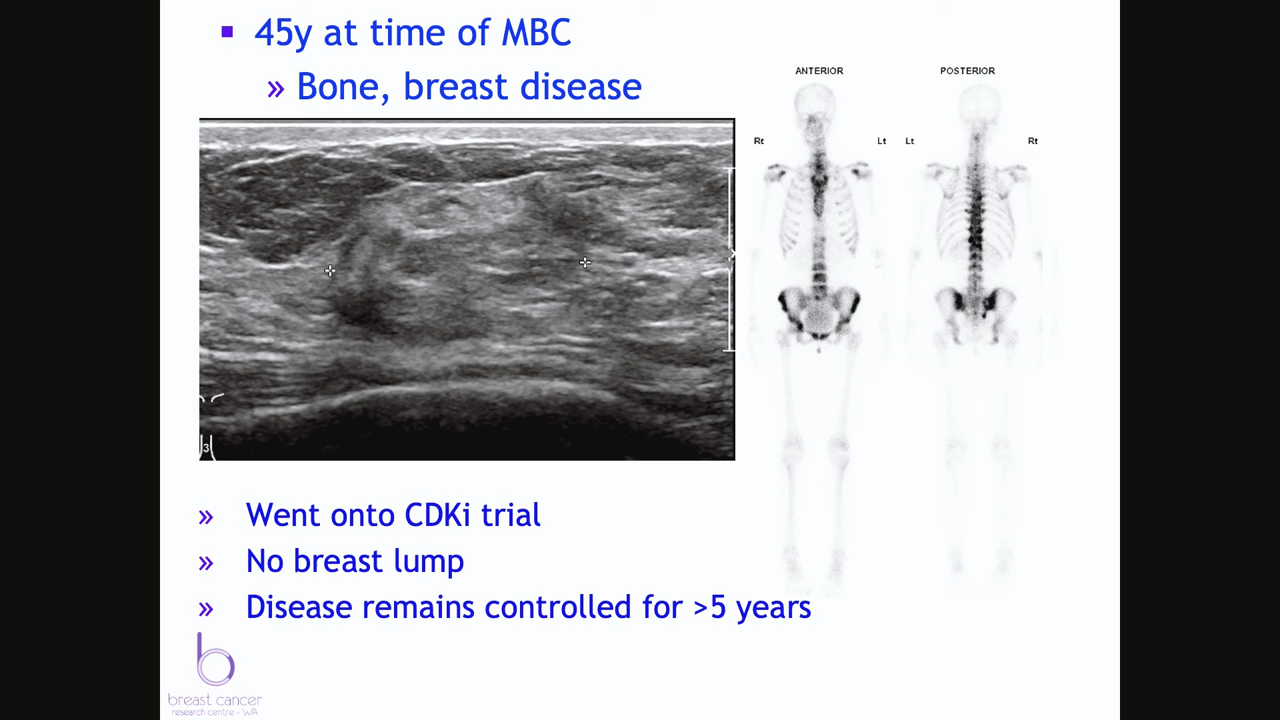 45y at time of MBC
» Bone, breast disease
ANTERIOR POSTERIOR
Rt Lt Lt Rt
3
» Went onto CDKi trial
» No breast lump
» Disease remains controlled for >5 years
breast cancer
research centre - WA